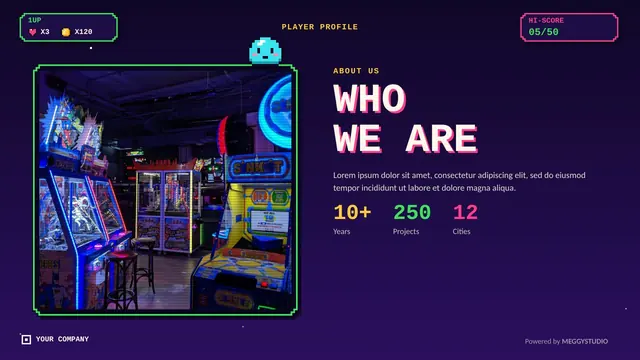 1UP
X3 X120
PLAYER PROFILE
HI-SCORE
05/50
ABOUT US
WHO
WE ARE
Lorem ipsum dolor sit amet, consectetur adipiscing elit, sed do eiusmod
tempor incididunt ut labore et dolore magna aliqua.
10+ 250 12
Years Projects Cities
YOUR COMPANY
Powered by MEGGYSTUDIO